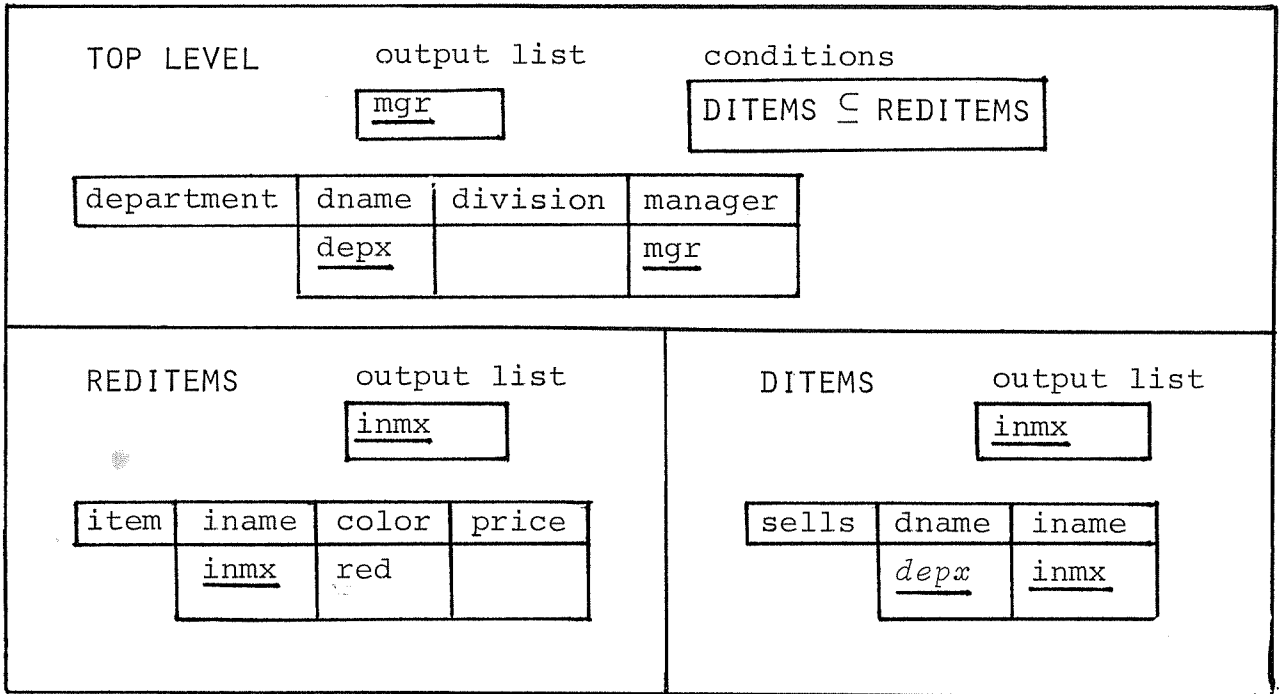 TOP LEVEL output list conditions
mgr DITEMS ⊆ REDITEMS
department dname division manager
depx mgr
REDITEMS output list
inmx
item iname color price
inmx red
DITEMS output list
inmx
sells dname iname
depx inmx